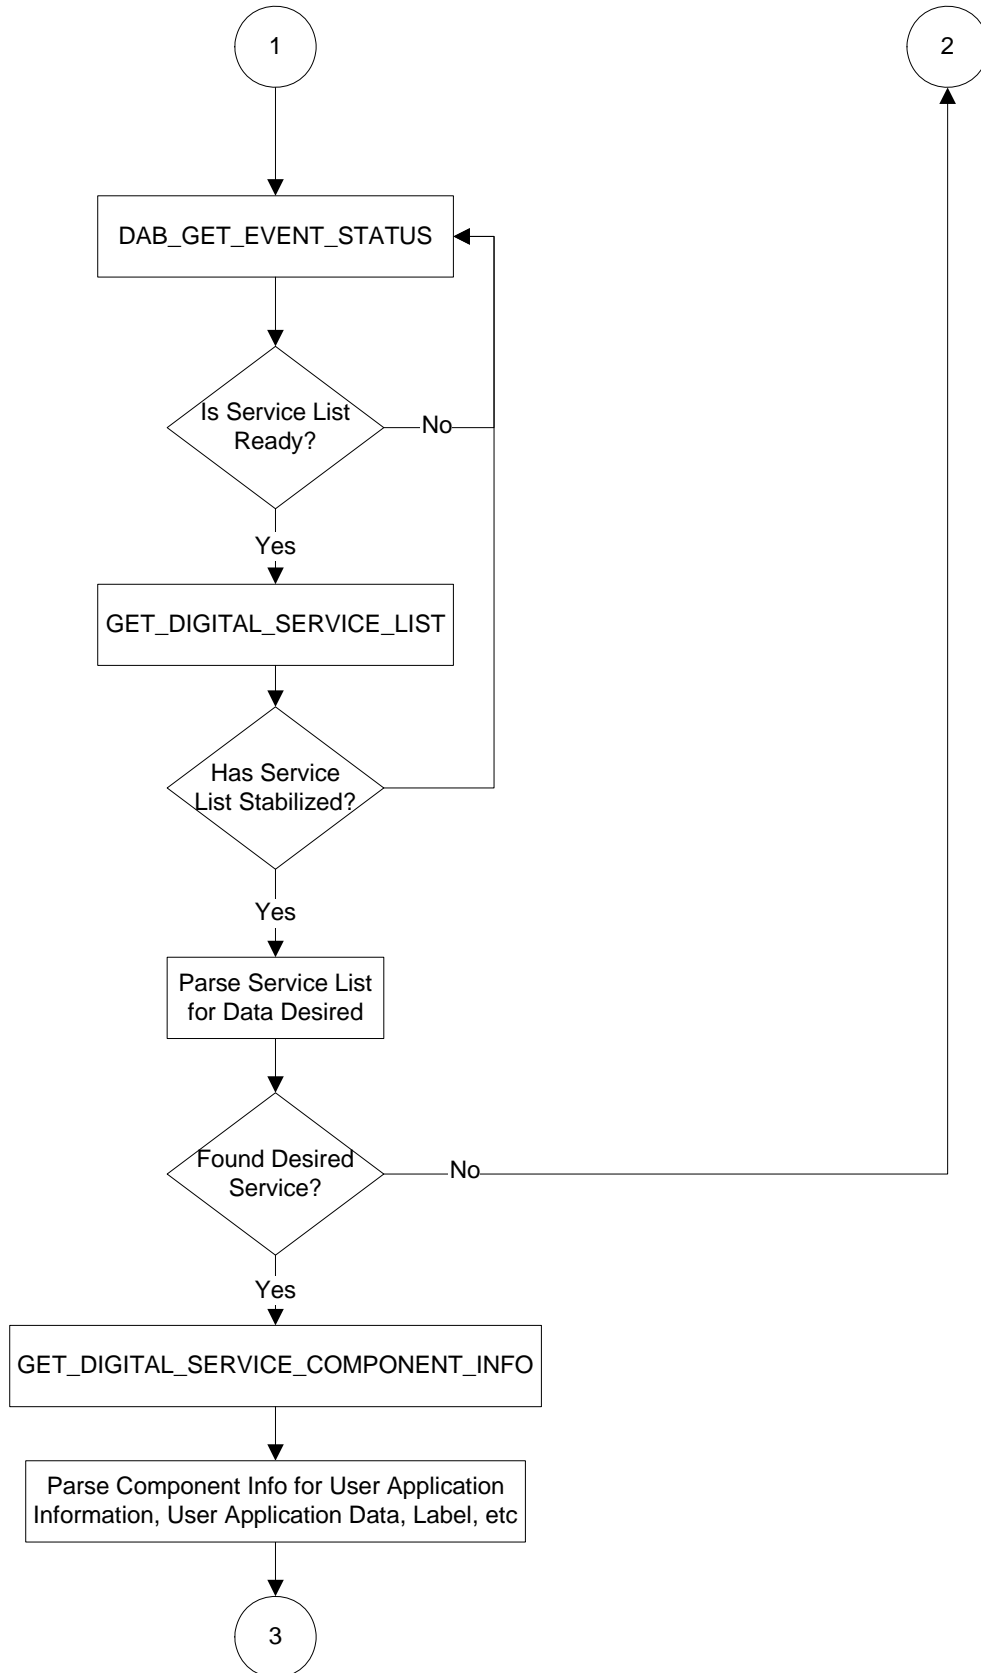 1
2
DAB_GET_EVENT_STATUS
Is Service List
Ready?
No
Yes
GET_DIGITAL_SERVICE_LIST
Has Service
List Stabilized?
Yes
Parse Service List
for Data Desired
Found Desired
Service?
No
Yes
GET_DIGITAL_SERVICE_COMPONENT_INFO
Parse Component Info for User Application
Information, User Application Data, Label, etc
3